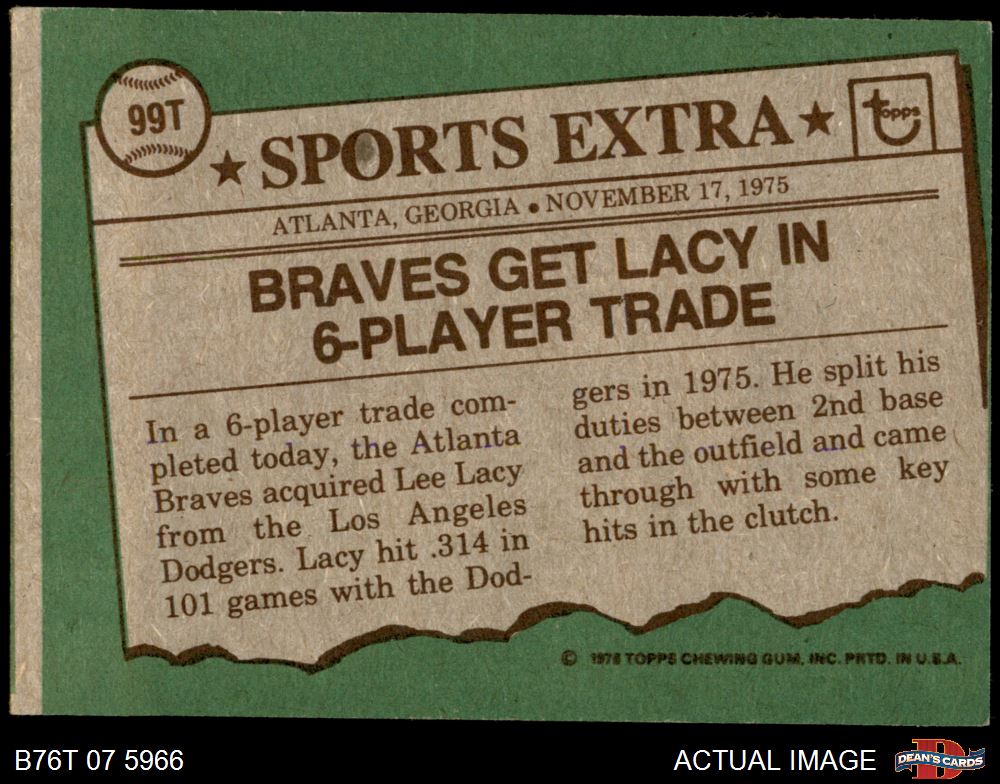 99T
★ SPORTS EXTRA ★
topps
ATLANTA, GEORGIA • NOVEMBER 17, 1975
BRAVES GET LACY IN
6-PLAYER TRADE
In a 6-player trade com-
pleted today, the Atlanta
Braves acquired Lee Lacy
from the Los Angeles
Dodgers. Lacy hit .314 in
101 games with the Dod-
gers in 1975. He split his
duties between 2nd base
and the outfield and came
through with some key
hits in the clutch.
© 1976 TOPPS CHEWING GUM, INC. PRTD. IN U.S.A.
B76T 07 5966
ACTUAL IMAGE
DEAN'S CARDS